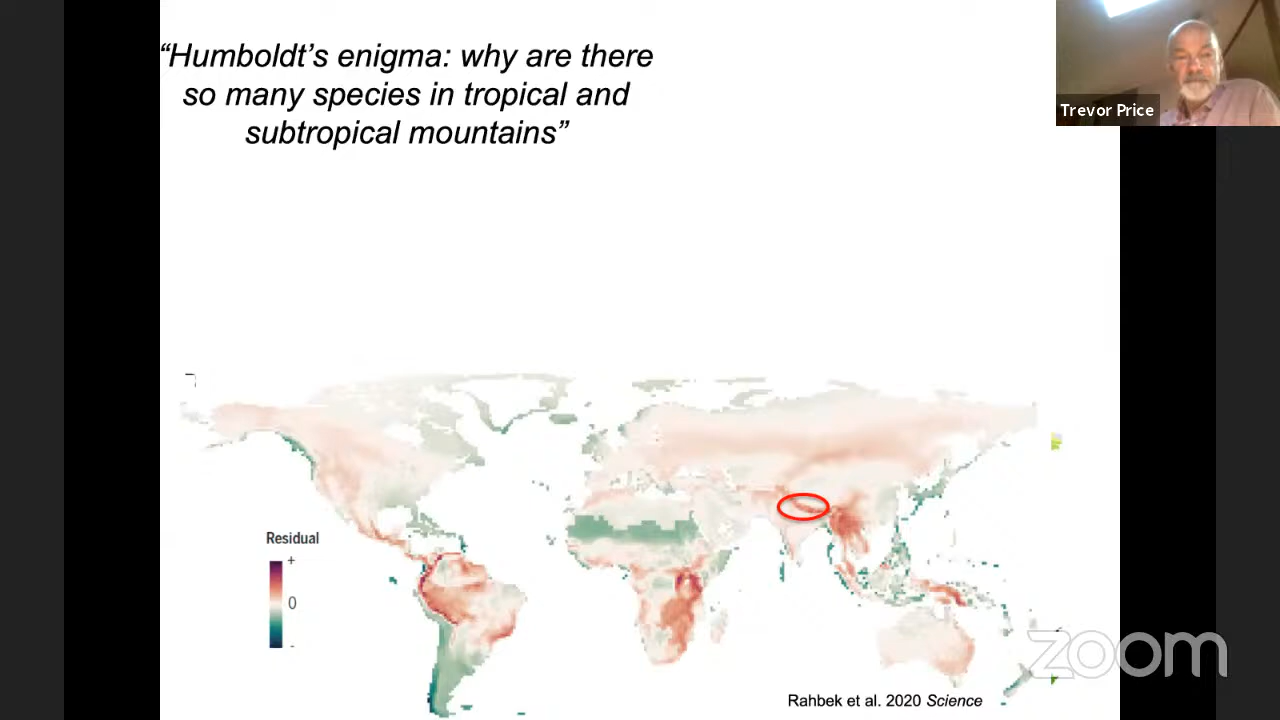 “Humboldt’s enigma: why are there
so many species in tropical and
subtropical mountains”
Trevor Price
Residual
+
0
-
Rahbek et al. 2020 Science
zoom